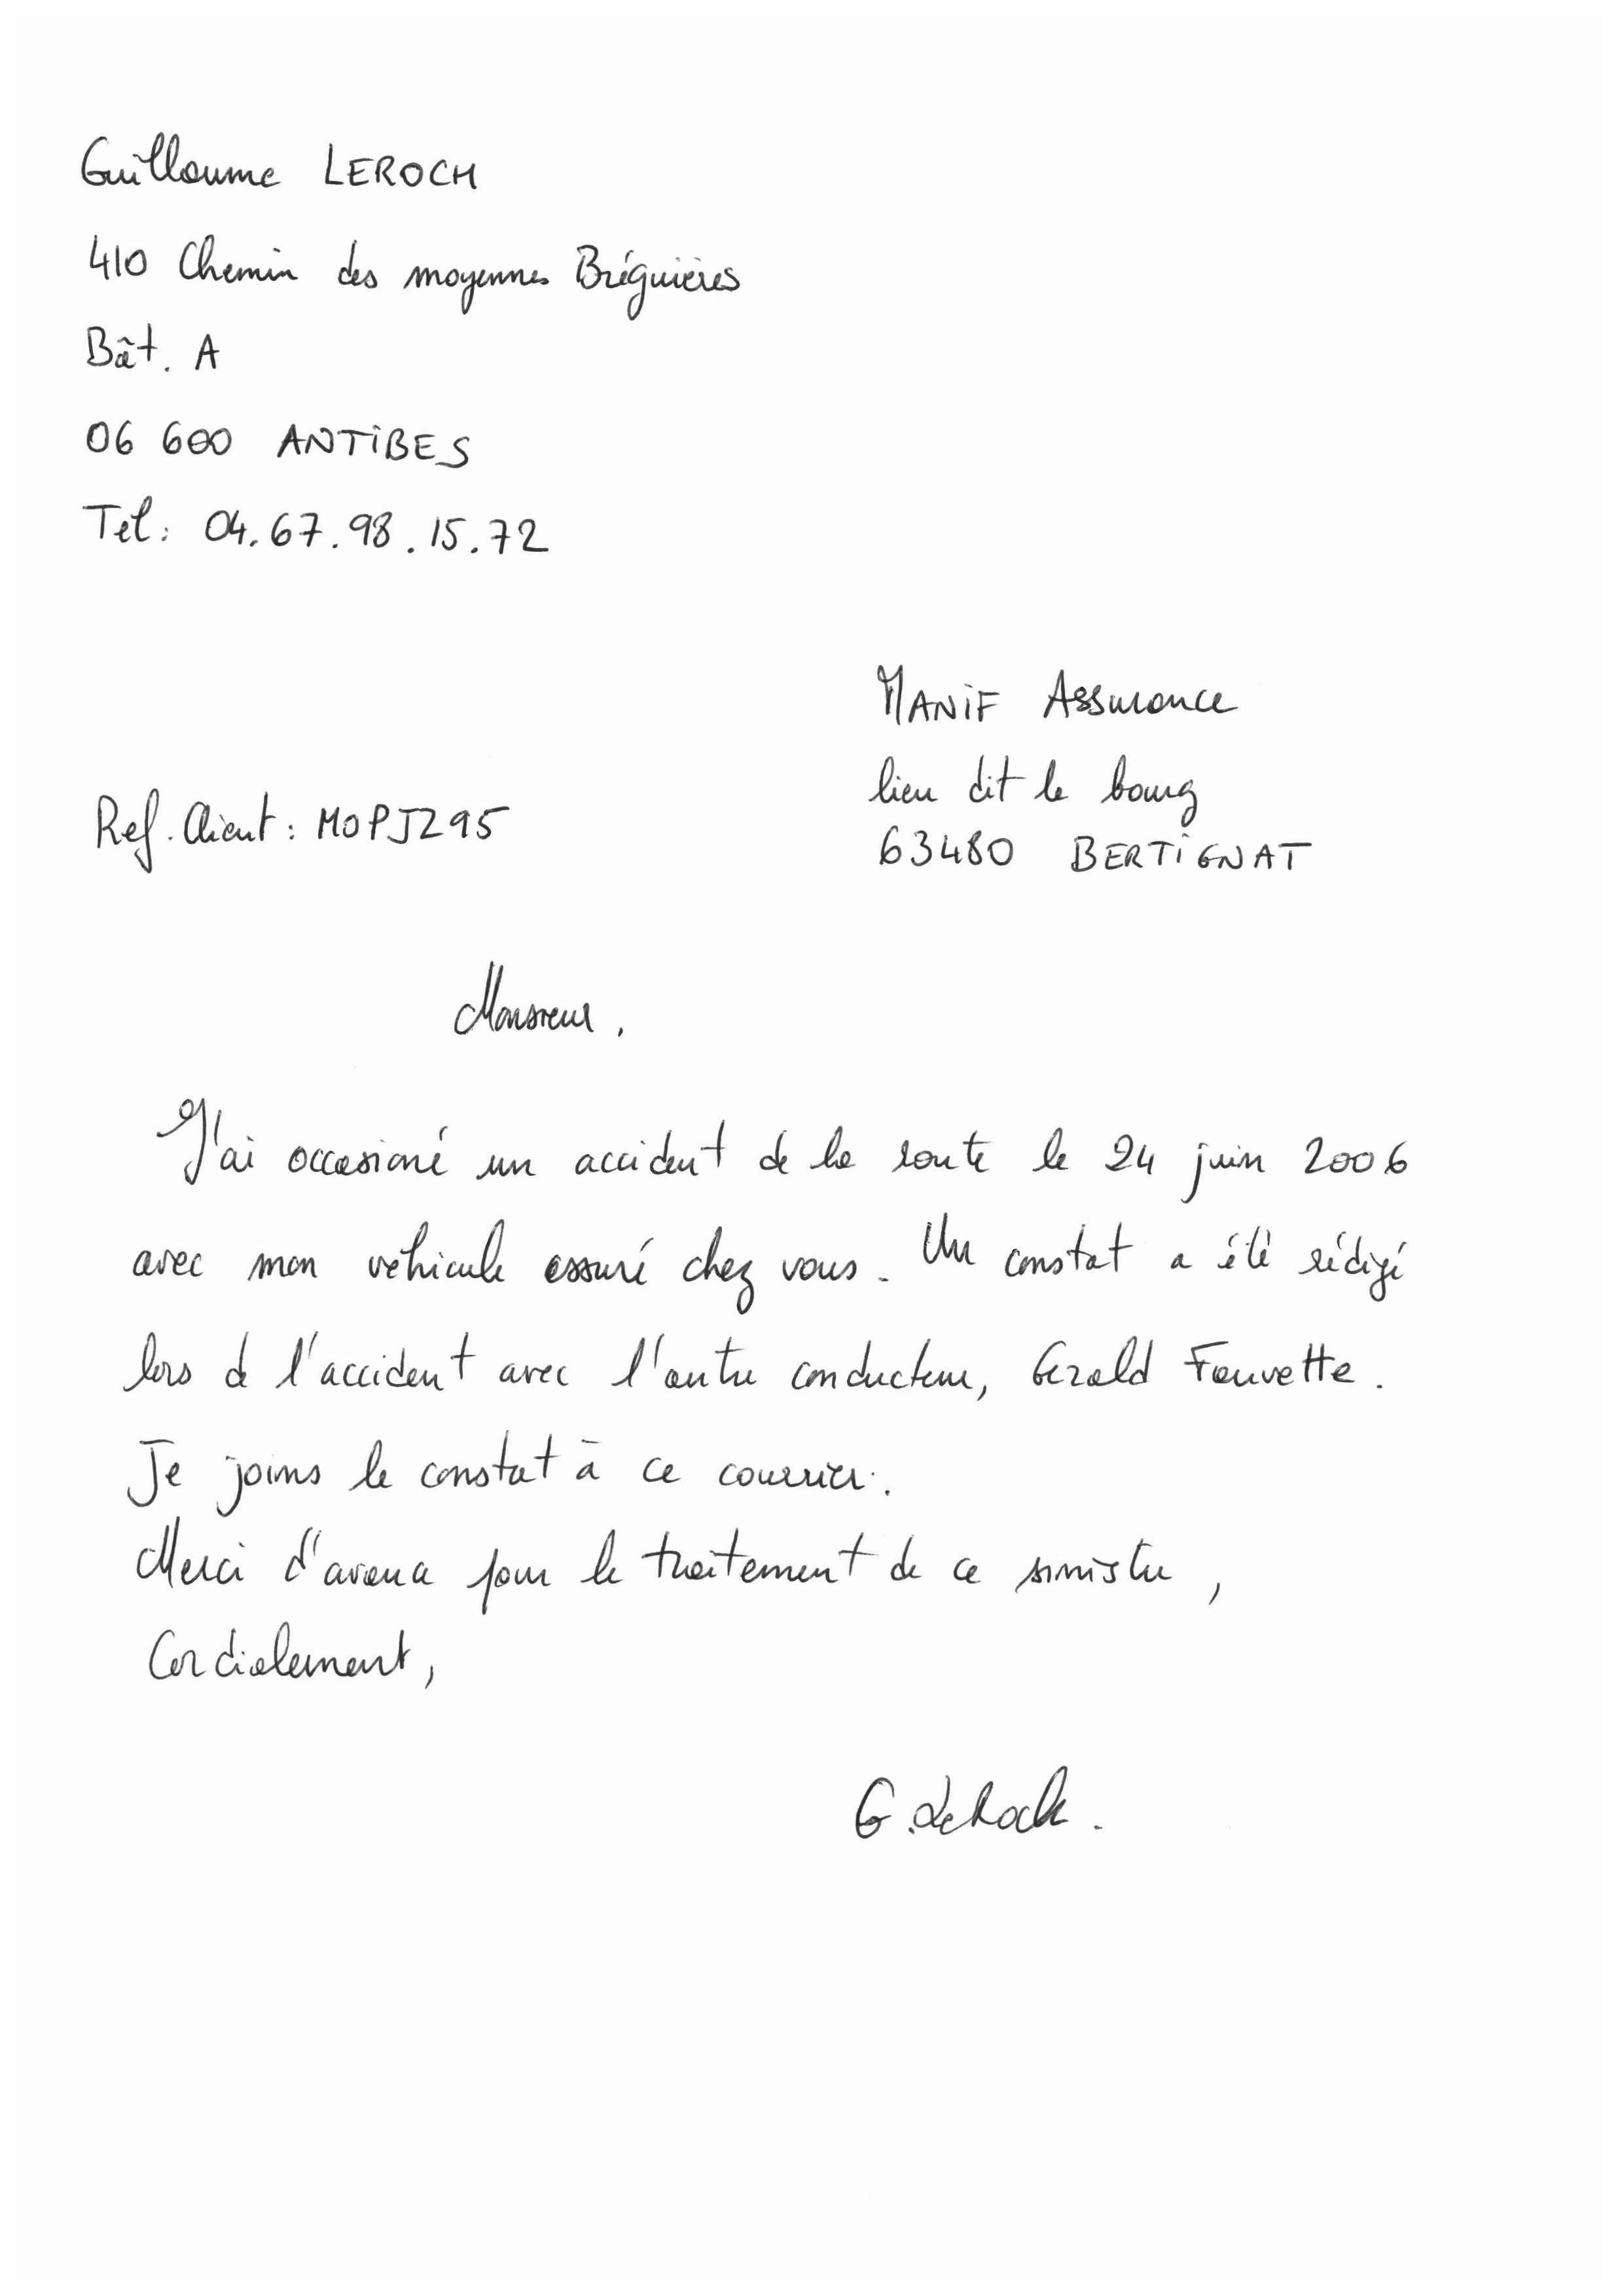 Guillaume LEROCH
410 Chemin des moyennes Bréguières
Bât. A
06 600 ANTIBES
Tel: 04.67.98.15.72
MANIF Assurance
lieu dit le bourg
63480 BERTIGNAT
Ref. Client : MOPJZ95
Monsieur,
J'ai occasioné un accident de la route le 24 juin 2006
avec mon véhicule assuré chez vous. Un constat a été rédigé
lors de l'accident avec l'autre conducteur, Gerald Fauvette.
Je joins le constat à ce courrier.
Merci d'avance pour le traitement de ce sinistre,
Cordialement,
G. LeRoch.